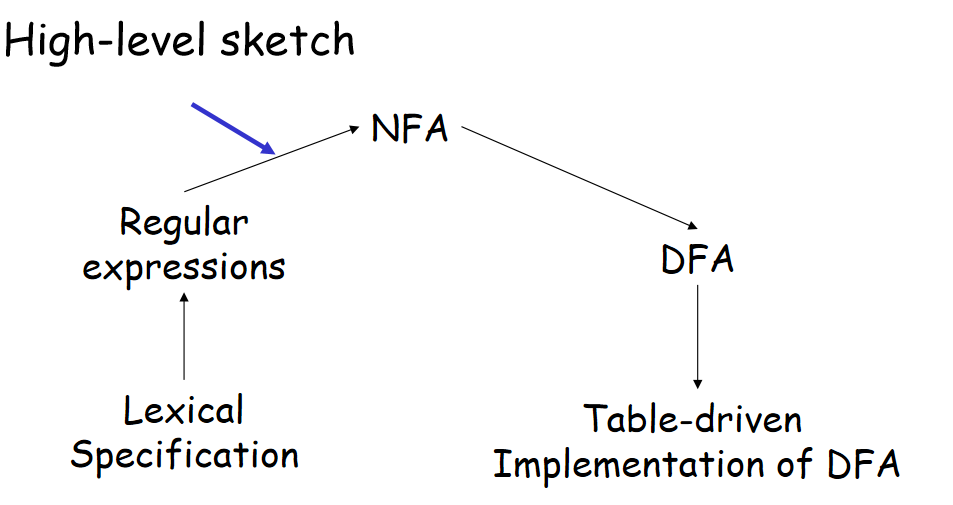 High-level sketch
NFA
Regular
expressions
DFA
Lexical
Specification
Table-driven
Implementation of DFA